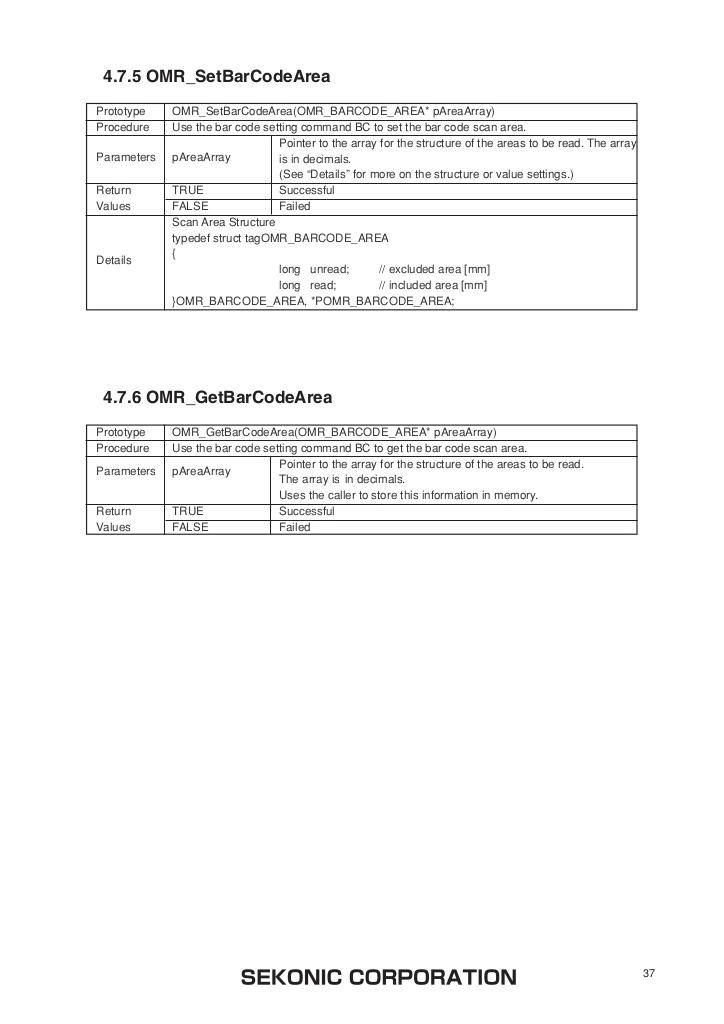 4.7.5 OMR_SetBarCodeArea
Prototype OMR_SetBarCodeArea(OMR_BARCODE_AREA* pAreaArray)
Procedure Use the bar code setting command BC to set the bar code scan area.
Parameters pAreaArray Pointer to the array for the structure of the areas to be read. The array
is in decimals.
(See “Details” for more on the structure or value settings.)
Return TRUE Successful
Values FALSE Failed
Details Scan Area Structure
typedef struct tagOMR_BARCODE_AREA
{
long unread; // excluded area [mm]
long read; // included area [mm]
}OMR_BARCODE_AREA, *POMR_BARCODE_AREA;
4.7.6 OMR_GetBarCodeArea
Prototype OMR_GetBarCodeArea(OMR_BARCODE_AREA* pAreaArray)
Procedure Use the bar code setting command BC to get the bar code scan area.
Parameters pAreaArray Pointer to the array for the structure of the areas to be read.
The array is in decimals.
Uses the caller to store this information in memory.
Return TRUE Successful
Values FALSE Failed
SEKONIC CORPORATION
37